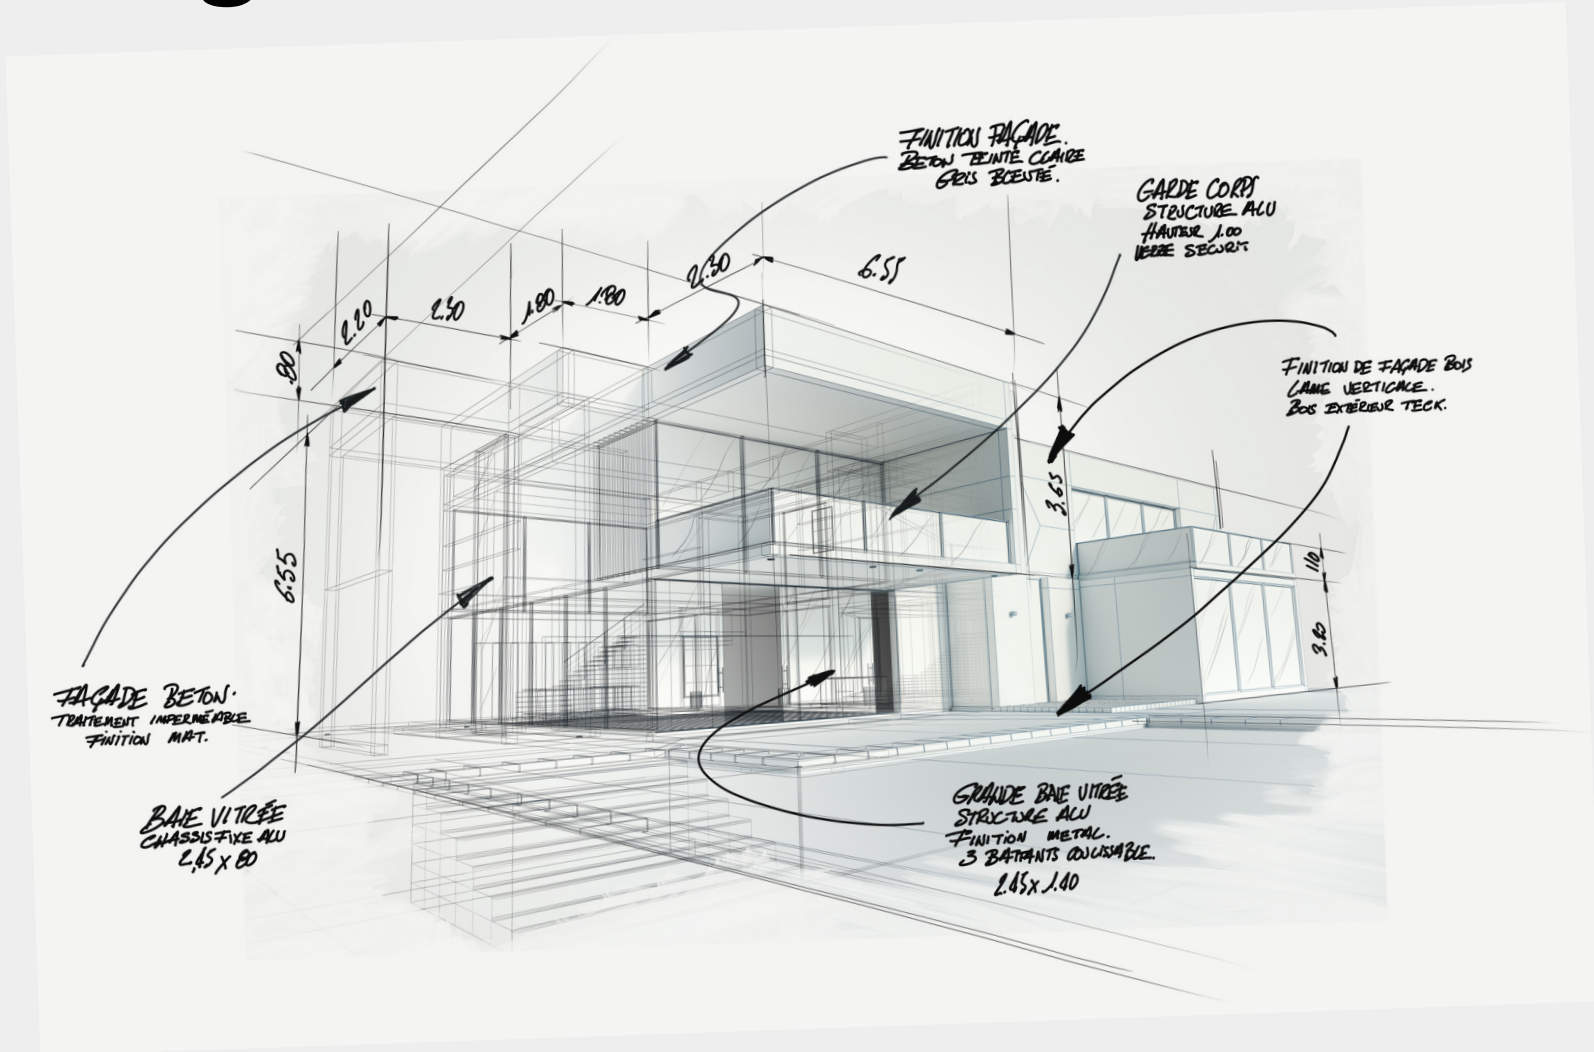 FINITION FAÇADE.
BETON TEINTÉ CLAIRE
GRIS BLEUTÉ.
GARDE CORPS
STRUCTURE ALU
HAUTEUR 1.00
VERRE SECURIT
6.55
2.30
1.80
1.80
2.30
2.20
.80
FINITION DE FAÇADE BOIS
LAME VERTICALE.
BOIS EXTÉRIEUR TECK.
3.65
6.55
110
3.20
FAÇADE BETON.
TRAITEMENT IMPERMÉABLE
FINITION MAT.
BAIE VITRÉE
CHASSIS FIXE ALU
2.45 X 80
GRANDE BAIE VITRÉE
STRUCTURE ALU
FINITION METAL.
3 BATTANTS COULISSABLE.
2.45 X 1.40